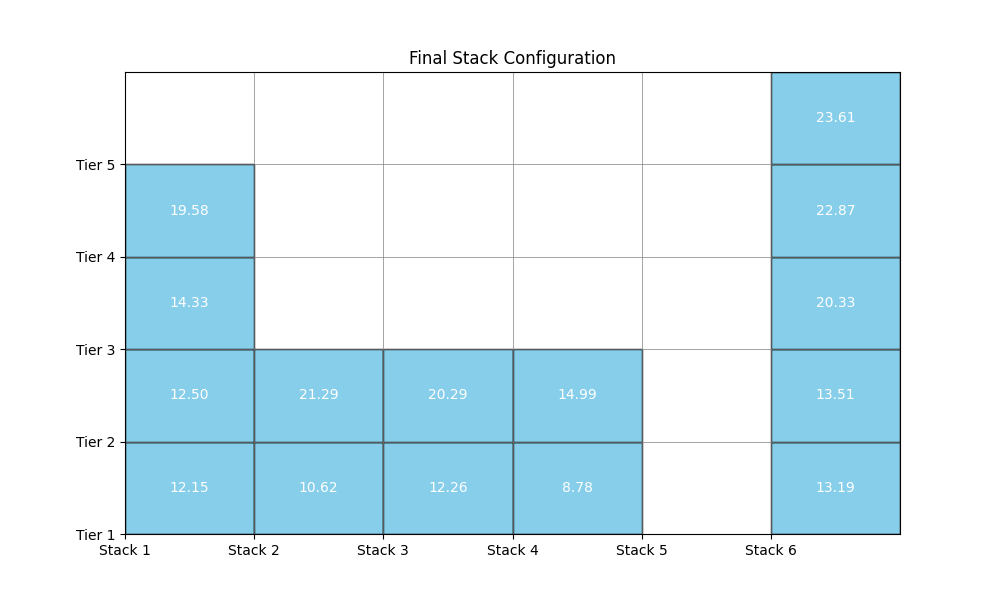 Final Stack Configuration
23.61
Tier 5
19.58 22.87
Tier 4
14.33 20.33
Tier 3
12.50 21.29 20.29 14.99 13.51
Tier 2
12.15 10.62 12.26 8.78 13.19
Tier 1
Stack 1 Stack 2 Stack 3 Stack 4 Stack 5 Stack 6